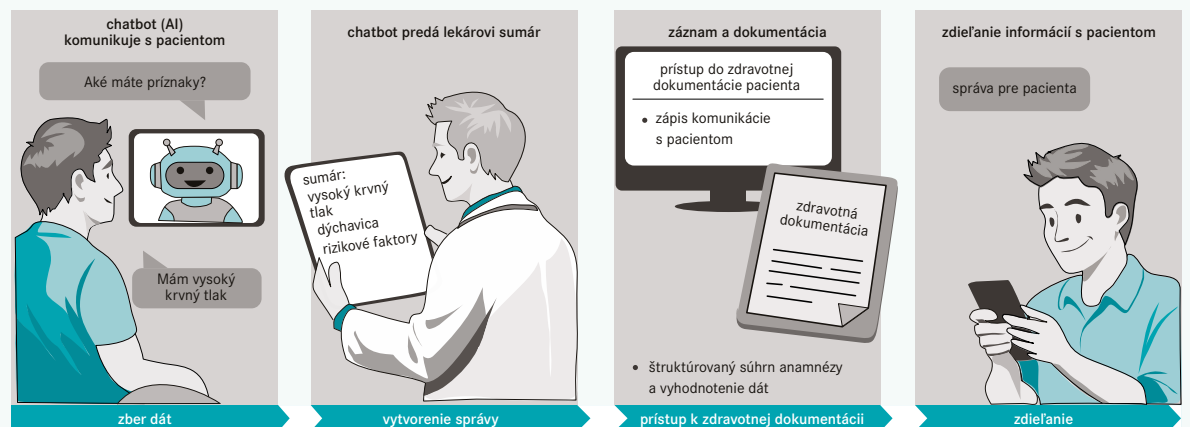 chatbot (AI)
komunikuje s pacientom
Aké máte príznaky?
Mám vysoký
krvný tlak
zber dát
chatbot predá lekárovi sumár
sumár:
vysoký krvný
tlak
dýchavica
rizikové faktory
vytvorenie správy
záznam a dokumentácia
prístup do zdravotnej
dokumentácie pacienta
• zápis komunikácie
s pacientom
zdravotná
dokumentácia
• štruktúrovaný súhrn anamnézy
a vyhodnotenie dát
prístup k zdravotnej dokumentácii
zdieľanie informácií s pacientom
správa pre pacienta
zdieľanie